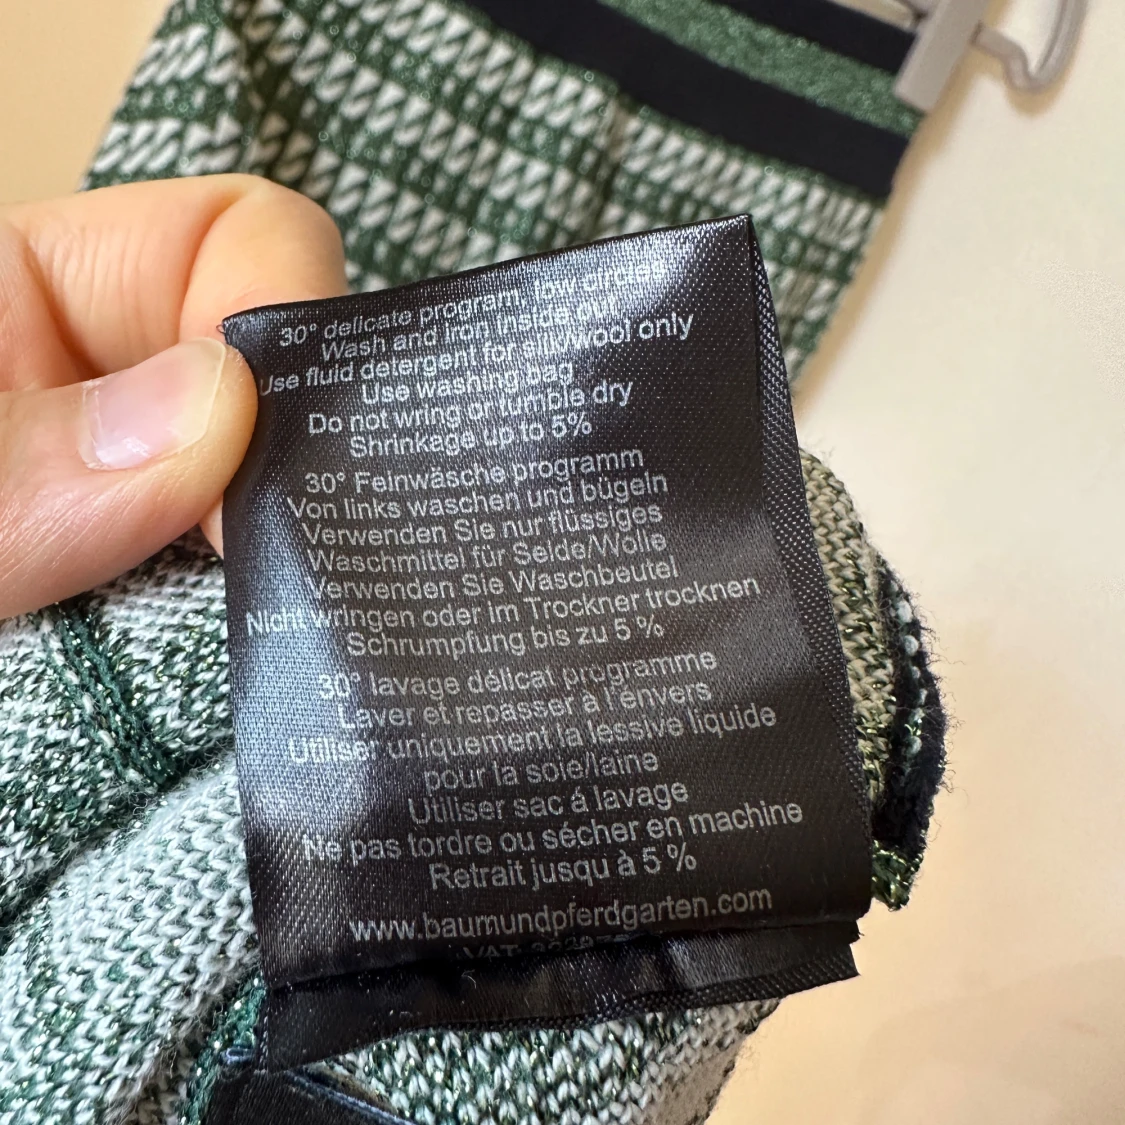 30° delicate program, low circles
Wash and iron inside out
Use fluid detergent for silk/wool only
Use washing bag
Do not wring or tumble dry
Shrinkage up to 5%
30° Feinwäsche programm
Von links waschen und bügeln
Verwenden Sie nur flüssiges
Waschmittel für Seide/Wolle
Verwenden Sie Waschbeutel
Nicht wringen oder im Trockner trocknen
Schrumpfung bis zu 5 %
30° lavage délicat programme
Laver et repasser à l'énvers
Utiliser uniquement la lessive liquide
pour la soie/laine
Utiliser sac á lavage
Ne pas tordre ou sécher en machine
Retrait jusqu à 5 %
www.baumundpferdgarten.com
VAT: